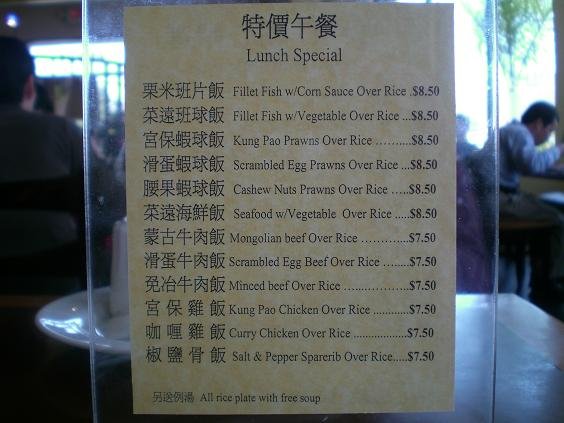 特價午餐
Lunch Special
栗米班片飯 Fillet Fish w/Corn Sauce Over Rice .$8.50
菜遠班球飯 Fillet Fish w/Vegetable Over Rice ....$8.50
宮保蝦球飯 Kung Pao Prawns Over Rice ……....$8.50
滑蛋蝦球飯 Scrambled Egg Prawns Over Rice ...$8.50
腰果蝦球飯 Cashew Nuts Prawns Over Rice …..$8.50
菜遠海鮮飯 Seafood w/Vegetable Over Rice .....$8.50
蒙古牛肉飯 Mongolian beef Over Rice ………....$7.50
滑蛋牛肉飯 Scrambled Egg Beef Over Rice …....$7.50
免冶牛肉飯 Minced beef Over Rice …...……....$7.50
宮保雞飯 Kung Pao Chicken Over Rice ...........$7.50
咖喱雞飯 Curry Chicken Over Rice .................$7.50
椒鹽骨飯 Salt & Pepper Sparerib Over Rice.....$7.50
另送例湯 All rice plate with free soup